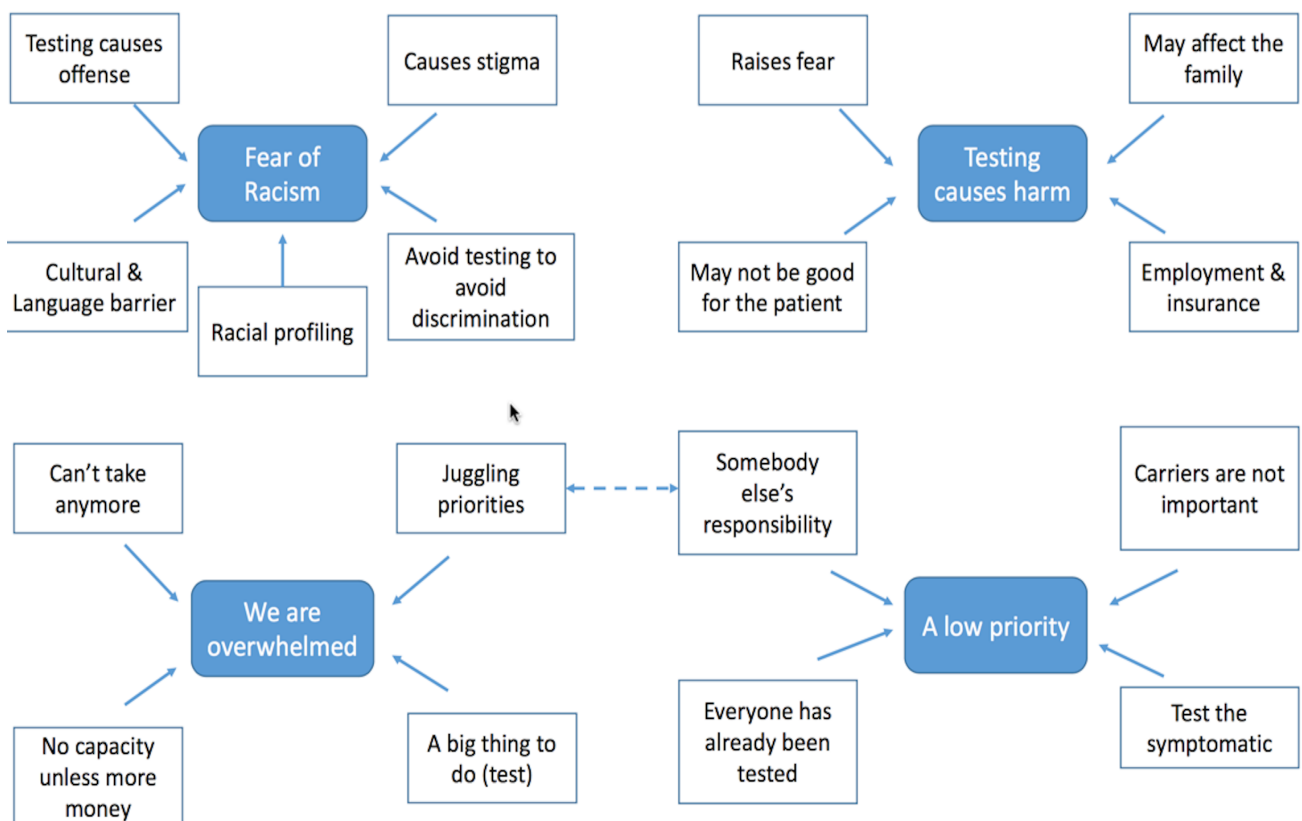 Testing causes
offense
Causes stigma
Raises fear
May affect the
family
Fear of
Racism
Testing
causes harm
Cultural &
Language barrier
Racial profiling
Avoid testing to
avoid
discrimination
May not be good
for the patient
Employment &
insurance
Can't take
anymore
Juggling
priorities
Somebody
else's
responsibility
Carriers are not
important
We are
overwhelmed
A low priority
No capacity
unless more
money
A big thing to
do (test)
Everyone has
already been
tested
Test the
symptomatic